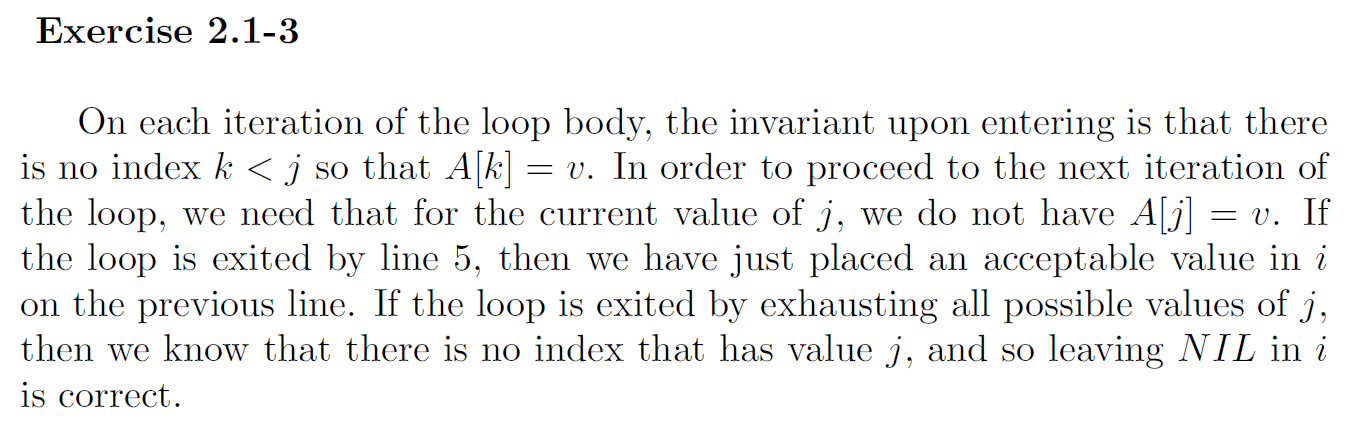 Exercise 2.1-3
On each iteration of the loop body, the invariant upon entering is that there
is no index k < j so that A[k] = v. In order to proceed to the next iteration of
the loop, we need that for the current value of j, we do not have A[j] = v. If
the loop is exited by line 5, then we have just placed an acceptable value in i
on the previous line. If the loop is exited by exhausting all possible values of j,
then we know that there is no index that has value j, and so leaving NIL in i
is correct.